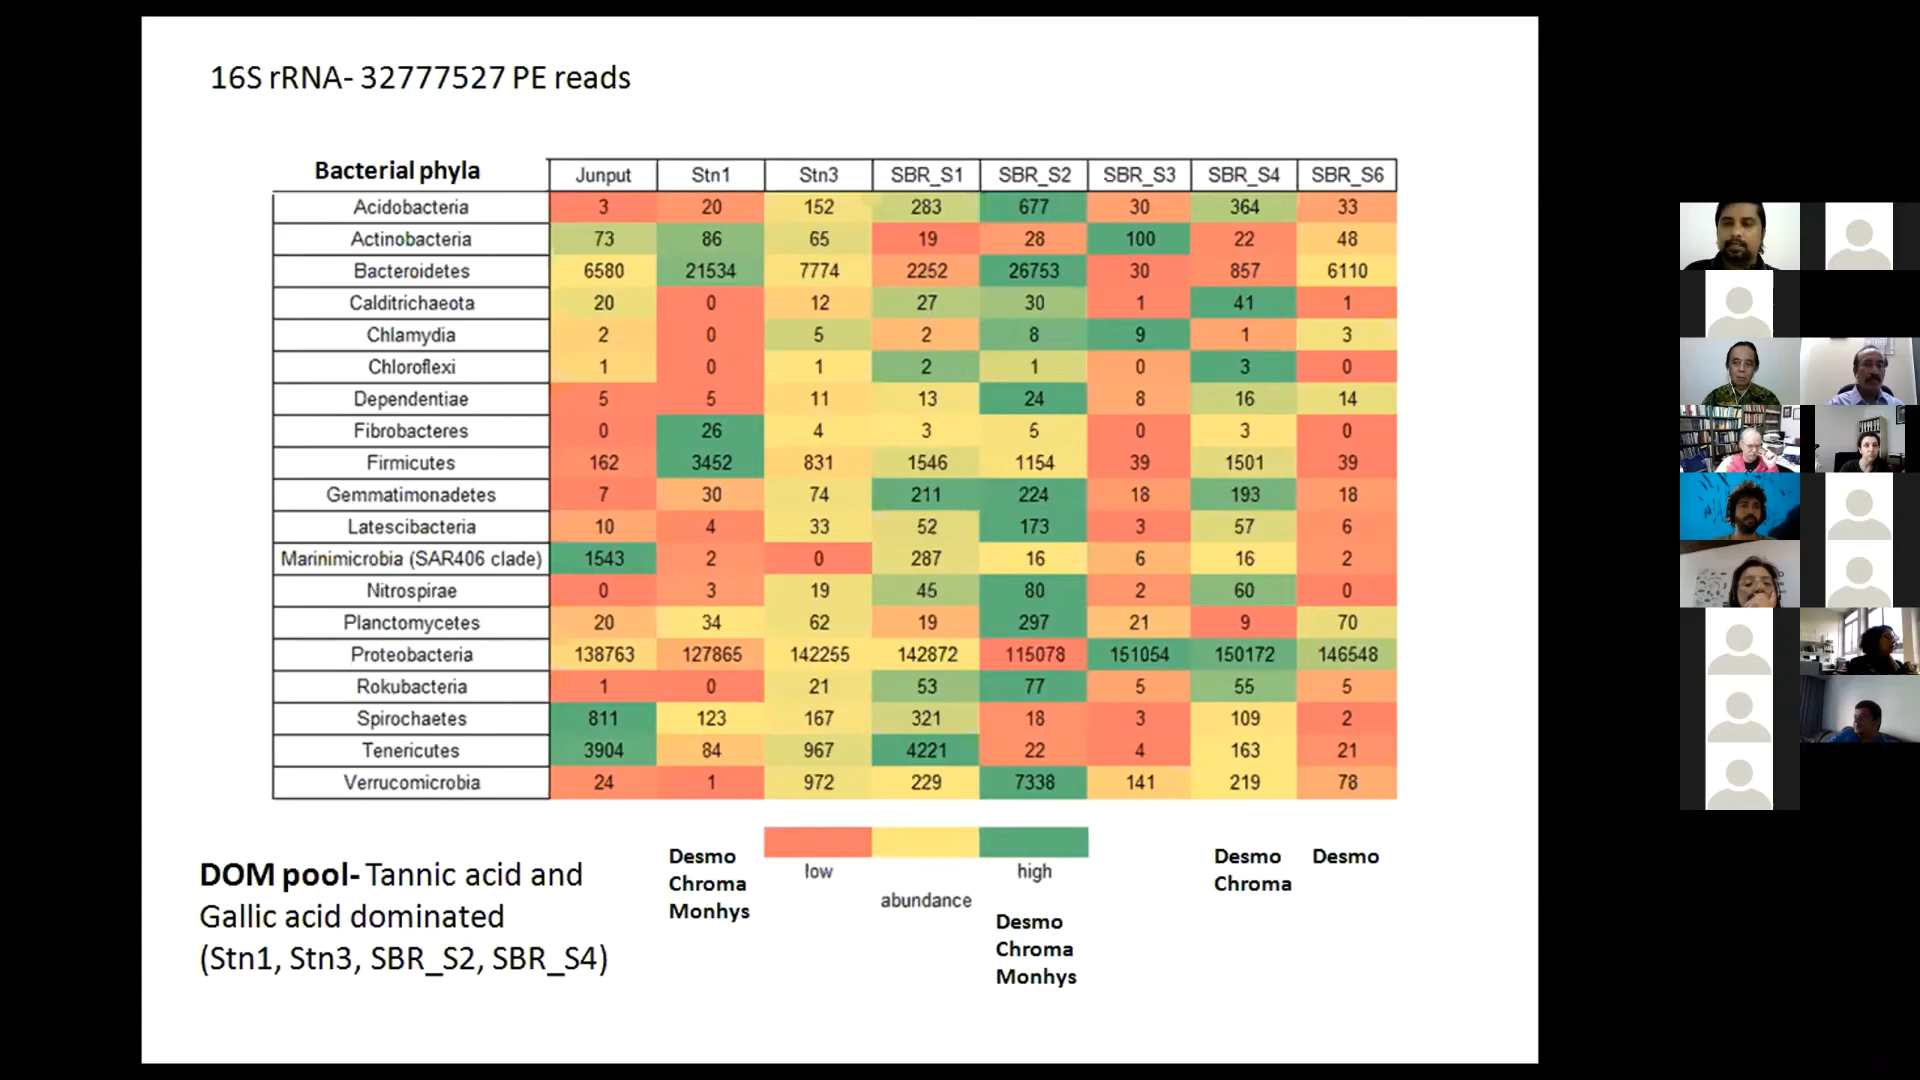 16S rRNA- 32777527 PE reads
Bacterial phyla Junput Stn1 Stn3 SBR_S1 SBR_S2 SBR_S3 SBR_S4 SBR_S6
Acidobacteria 3 20 152 283 677 30 364 33
Actinobacteria 73 86 65 19 28 100 22 48
Bacteroidetes 6580 21534 7774 2252 26753 30 857 6110
Calditrichaeota 20 0 12 27 30 1 41 1
Chlamydia 2 0 5 2 8 9 1 3
Chloroflexi 1 0 1 2 1 0 3 0
Dependentiae 5 5 11 13 24 8 16 14
Fibrobacteres 0 26 4 3 5 0 3 0
Firmicutes 162 3452 831 1546 1154 39 1501 39
Gemmatimonadetes 7 30 74 211 224 18 193 18
Latescibacteria 10 4 33 52 173 3 57 6
Marinimicrobia (SAR406 clade) 1543 2 0 287 16 6 16 2
Nitrospirae 0 3 19 45 80 2 60 0
Planctomycetes 20 34 62 19 297 21 9 70
Proteobacteria 138763 127865 142255 142872 115078 151054 150172 146548
Rokubacteria 1 0 21 53 77 5 55 5
Spirochaetes 811 123 167 321 18 3 109 2
Tenericutes 3904 84 967 4221 22 4 163 21
Verrucomicrobia 24 1 972 229 7338 141 219 78
low high
abundance
Desmo
Chroma
Monhys
Desmo
Chroma
Monhys
Desmo
Chroma
Desmo
DOM pool- Tannic acid and
Gallic acid dominated
(Stn1, Stn3, SBR_S2, SBR_S4)